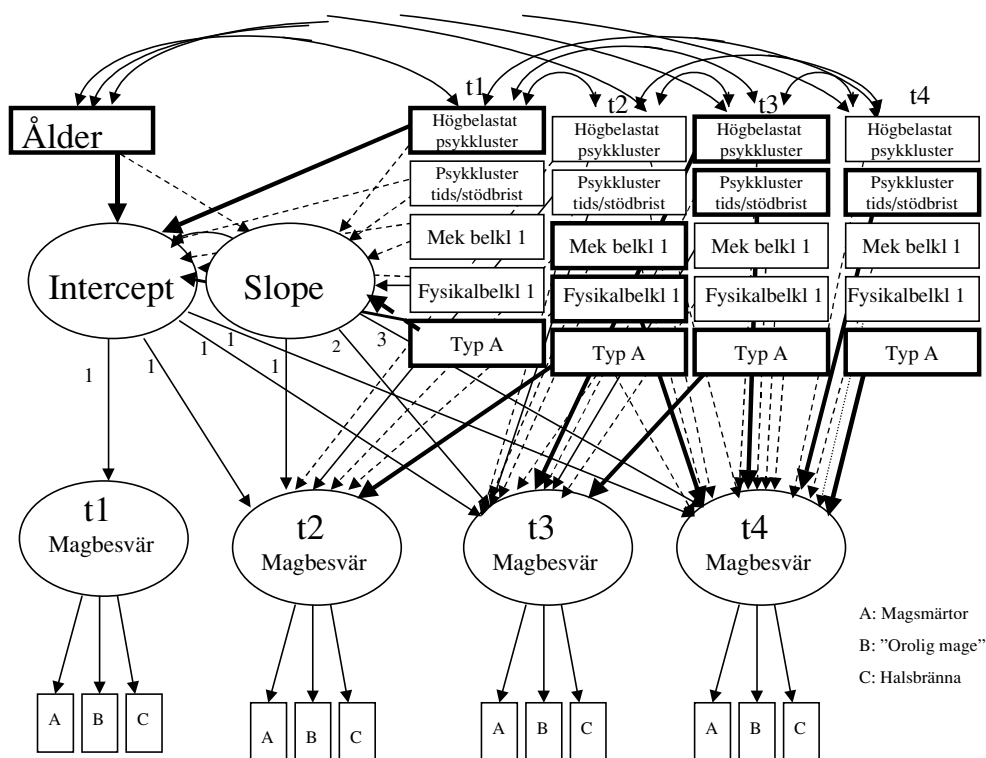 t1
t2
t3
t4
Ålder
Högbelastat
psykkluster
Psykkluster
tids/stödbrist
Mek belkl 1
Fysikalbelkl 1
Typ A
Högbelastat
psykkluster
Psykkluster
tids/stödbrist
Mek belkl 1
Fysikalbelkl 1
Typ A
Högbelastat
psykkluster
Psykkluster
tids/stödbrist
Mek belkl 1
Fysikalbelkl 1
Typ A
Högbelastat
psykkluster
Psykkluster
tids/stödbrist
Mek belkl 1
Fysikalbelkl 1
Typ A
Intercept
Slope
1
1
1
1
1
2
3
t1
Magbesvär
t2
Magbesvär
t3
Magbesvär
t4
Magbesvär
A: Magsmärtor
B: ”Orolig mage”
C: Halsbränna
A B C
A B C
A B C
A B C